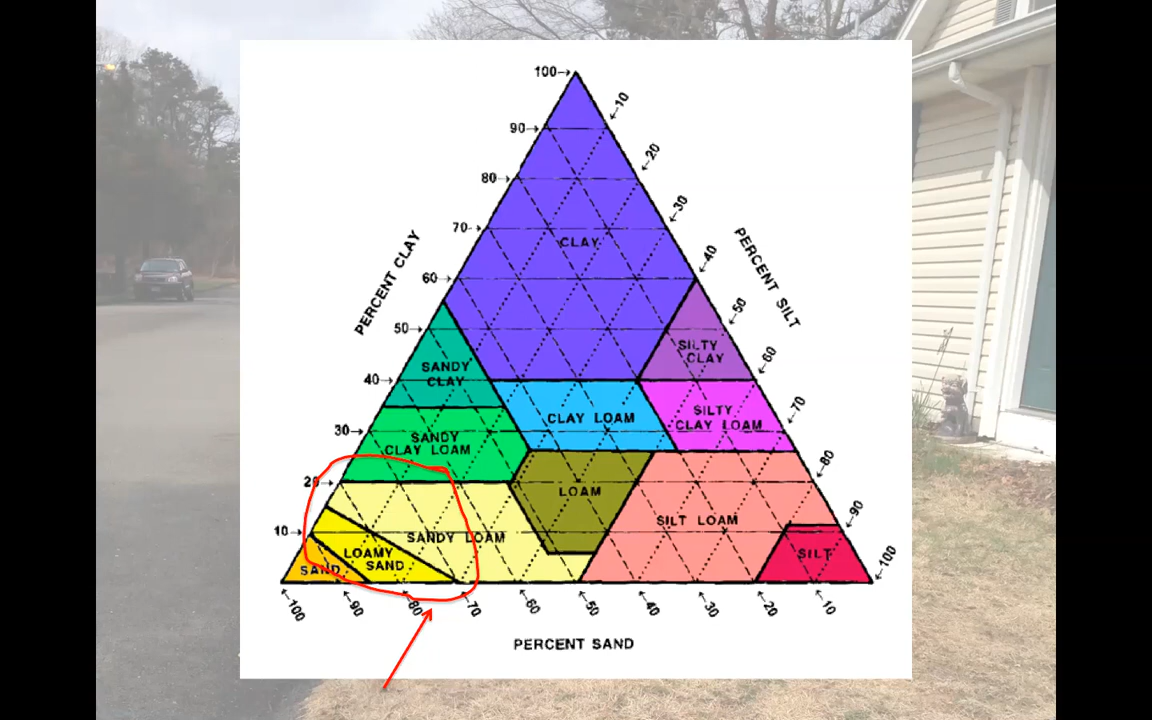 100→
←10
90→
←20
80→
←30
70→
CLAY
←40
60→
PERCENT CLAY
PERCENT SILT
←50
50→
SILTY
CLAY
←60
SANDY
CLAY
40→
←70
CLAY LOAM
SILTY
CLAY LOAM
30→
SANDY
CLAY LOAM
←80
20
LOAM
←90
SILT LOAM
10→
SANDY LOAM
LOAMY
SAND
SILT
←100
SAND
←100
←90
←80
←70
←60
←50
←40
←30
←20
←10
PERCENT SAND